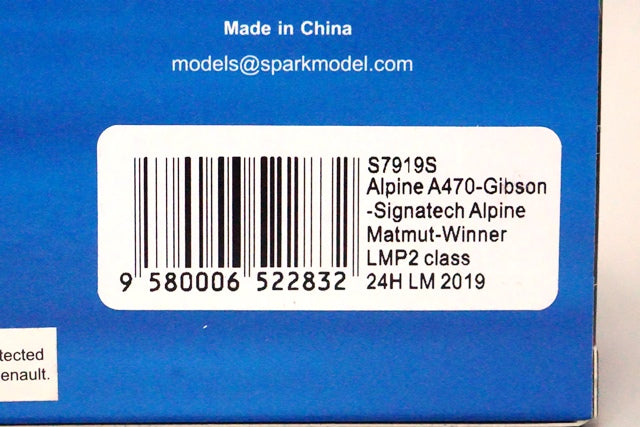 Made in China
models@sparkmodel.com
S7919S
Alpine A470-Gibson
-Signatech Alpine
Matmut-Winner
LMP2 class
24H LM 2019
9 580006 522832
tected
enault.